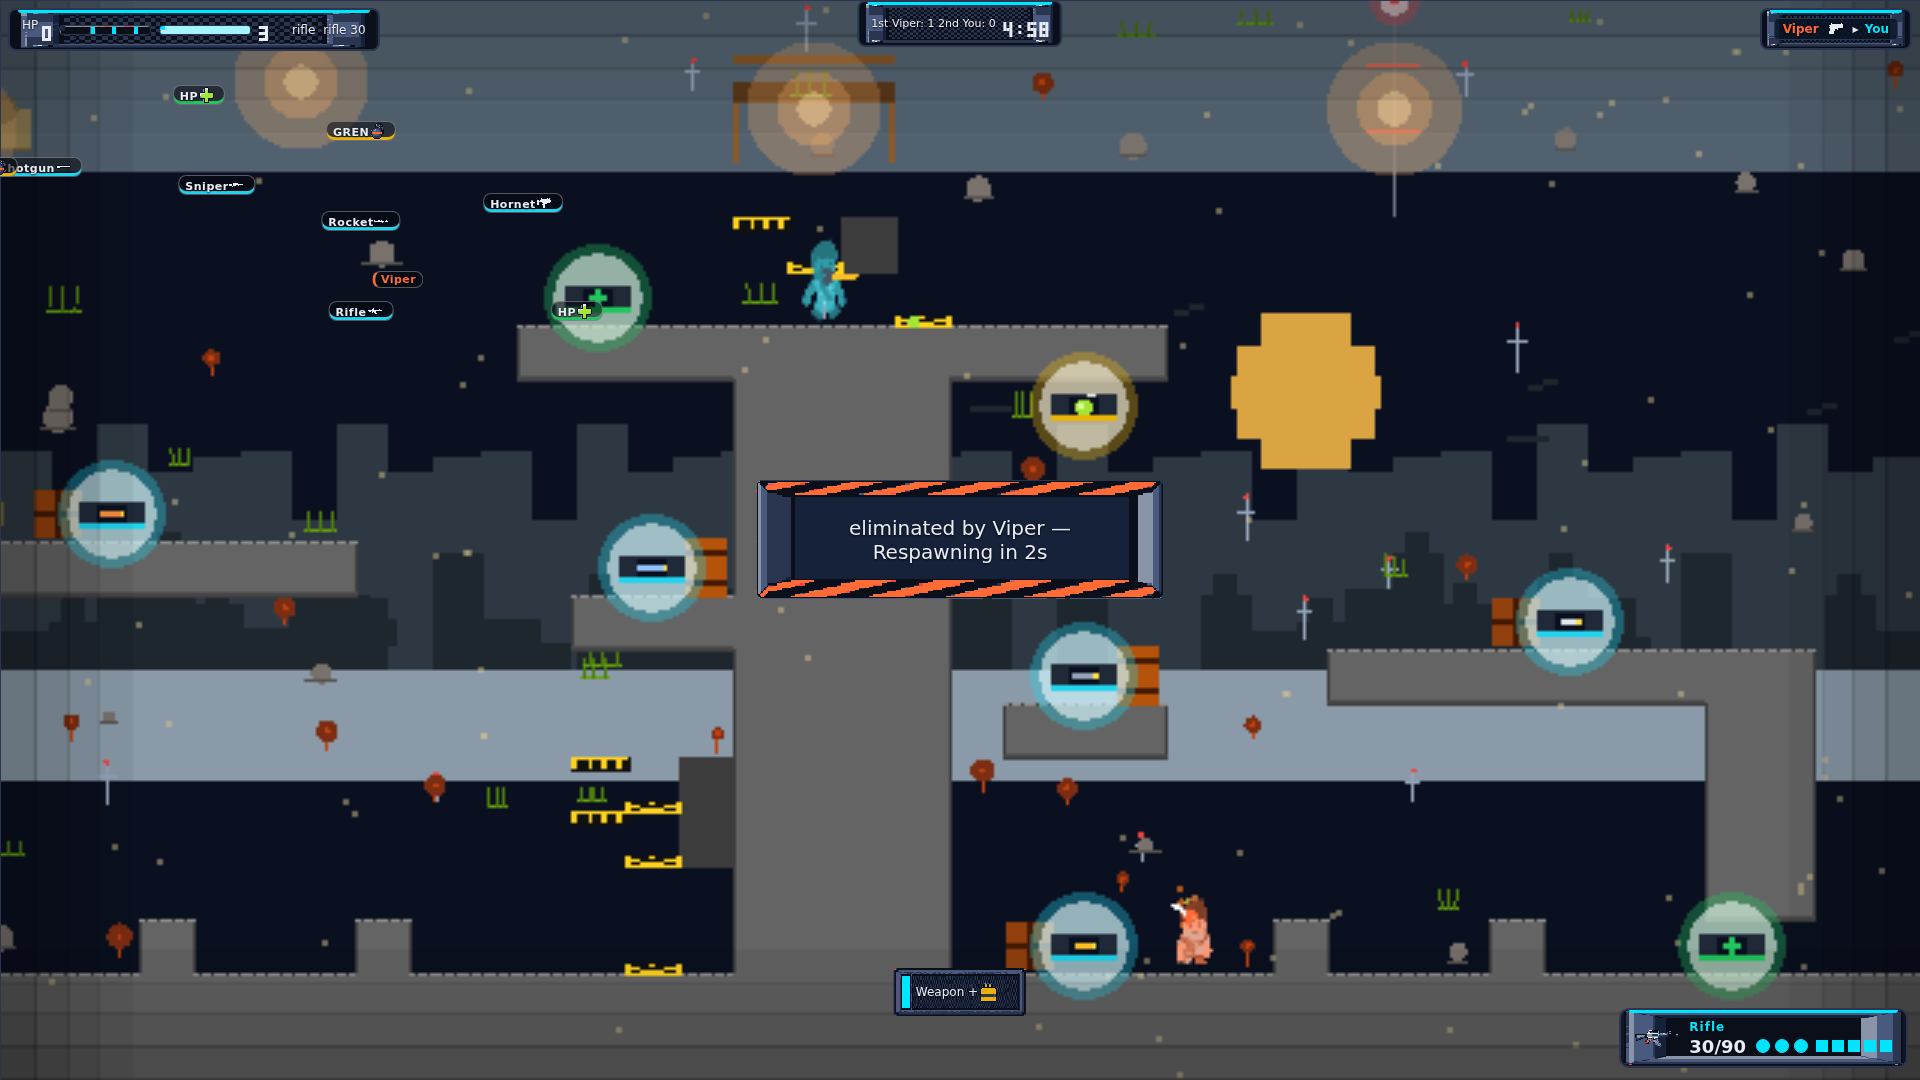 HP
0
3
rifle rifle 30
1st Viper: 1 2nd You: 0
4:58
Viper You
HP
GREN
hotgun
Sniper
Hornet
Rocket
Viper
Rifle
HP
eliminated by Viper —
Respawning in 2s
Weapon +
Rifle
30/90